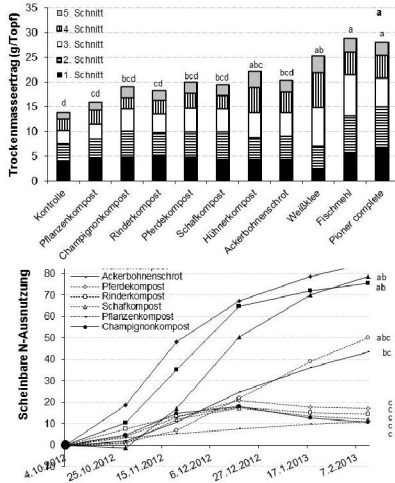 35
5. Schnitt
4. Schnitt
3. Schnitt
2. Schnitt
1. Schnitt
a
30
25
20
15
10
5
0
Trockenmasseertrag (g/Topf)
d
cd
bcd
cd
bcd
bcd
abc
bcd
ab
a
a
Kontrolle
Pflanzenkompost
Champignonkompost
Rinderkompost
Pferdekompost
Schafkompost
Hühnerkompost
Ackerbohnenschrot
Weißklee
Fischmehl
Pioner complete
80
70
60
50
40
30
20
10
0
Scheinbare N-Ausnutzung
Ackerbohnenschrot
Pferdekompost
Rinderkompost
Schafkompost
Pflanzenkompost
Champignonkompost
ab
ab
abc
bc
c
c
c
c
c
4.10.2012
25.10.2012
15.11.2012
6.12.2012
27.12.2012
17.1.2013
7.2.2013